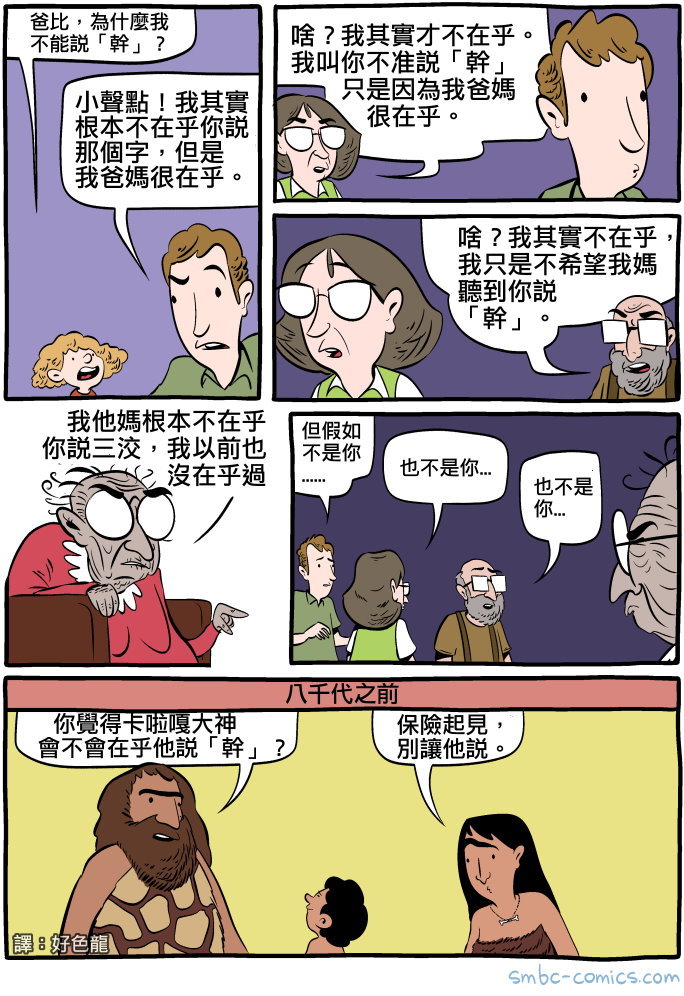 爸比，為什麼我
不能説「幹」？
小聲點！我其實
根本不在乎你説
那個字，但是
我爸媽很在乎。
啥？我其實才不在乎。
我叫你不准説「幹」
只是因為我爸媽
很在乎。
啥？我其實不在乎，
我只是不希望我媽
聽到你説
「幹」。
我他媽根本不在乎
你説三洨，我以前也
沒在乎過
但假如
不是你
......
也不是你...
也不是
你...
八千代之前
你覺得卡啦嘎大神
會不會在乎他説「幹」？
保險起見，
別讓他説。
譯：好色龍
smbc-comics.com